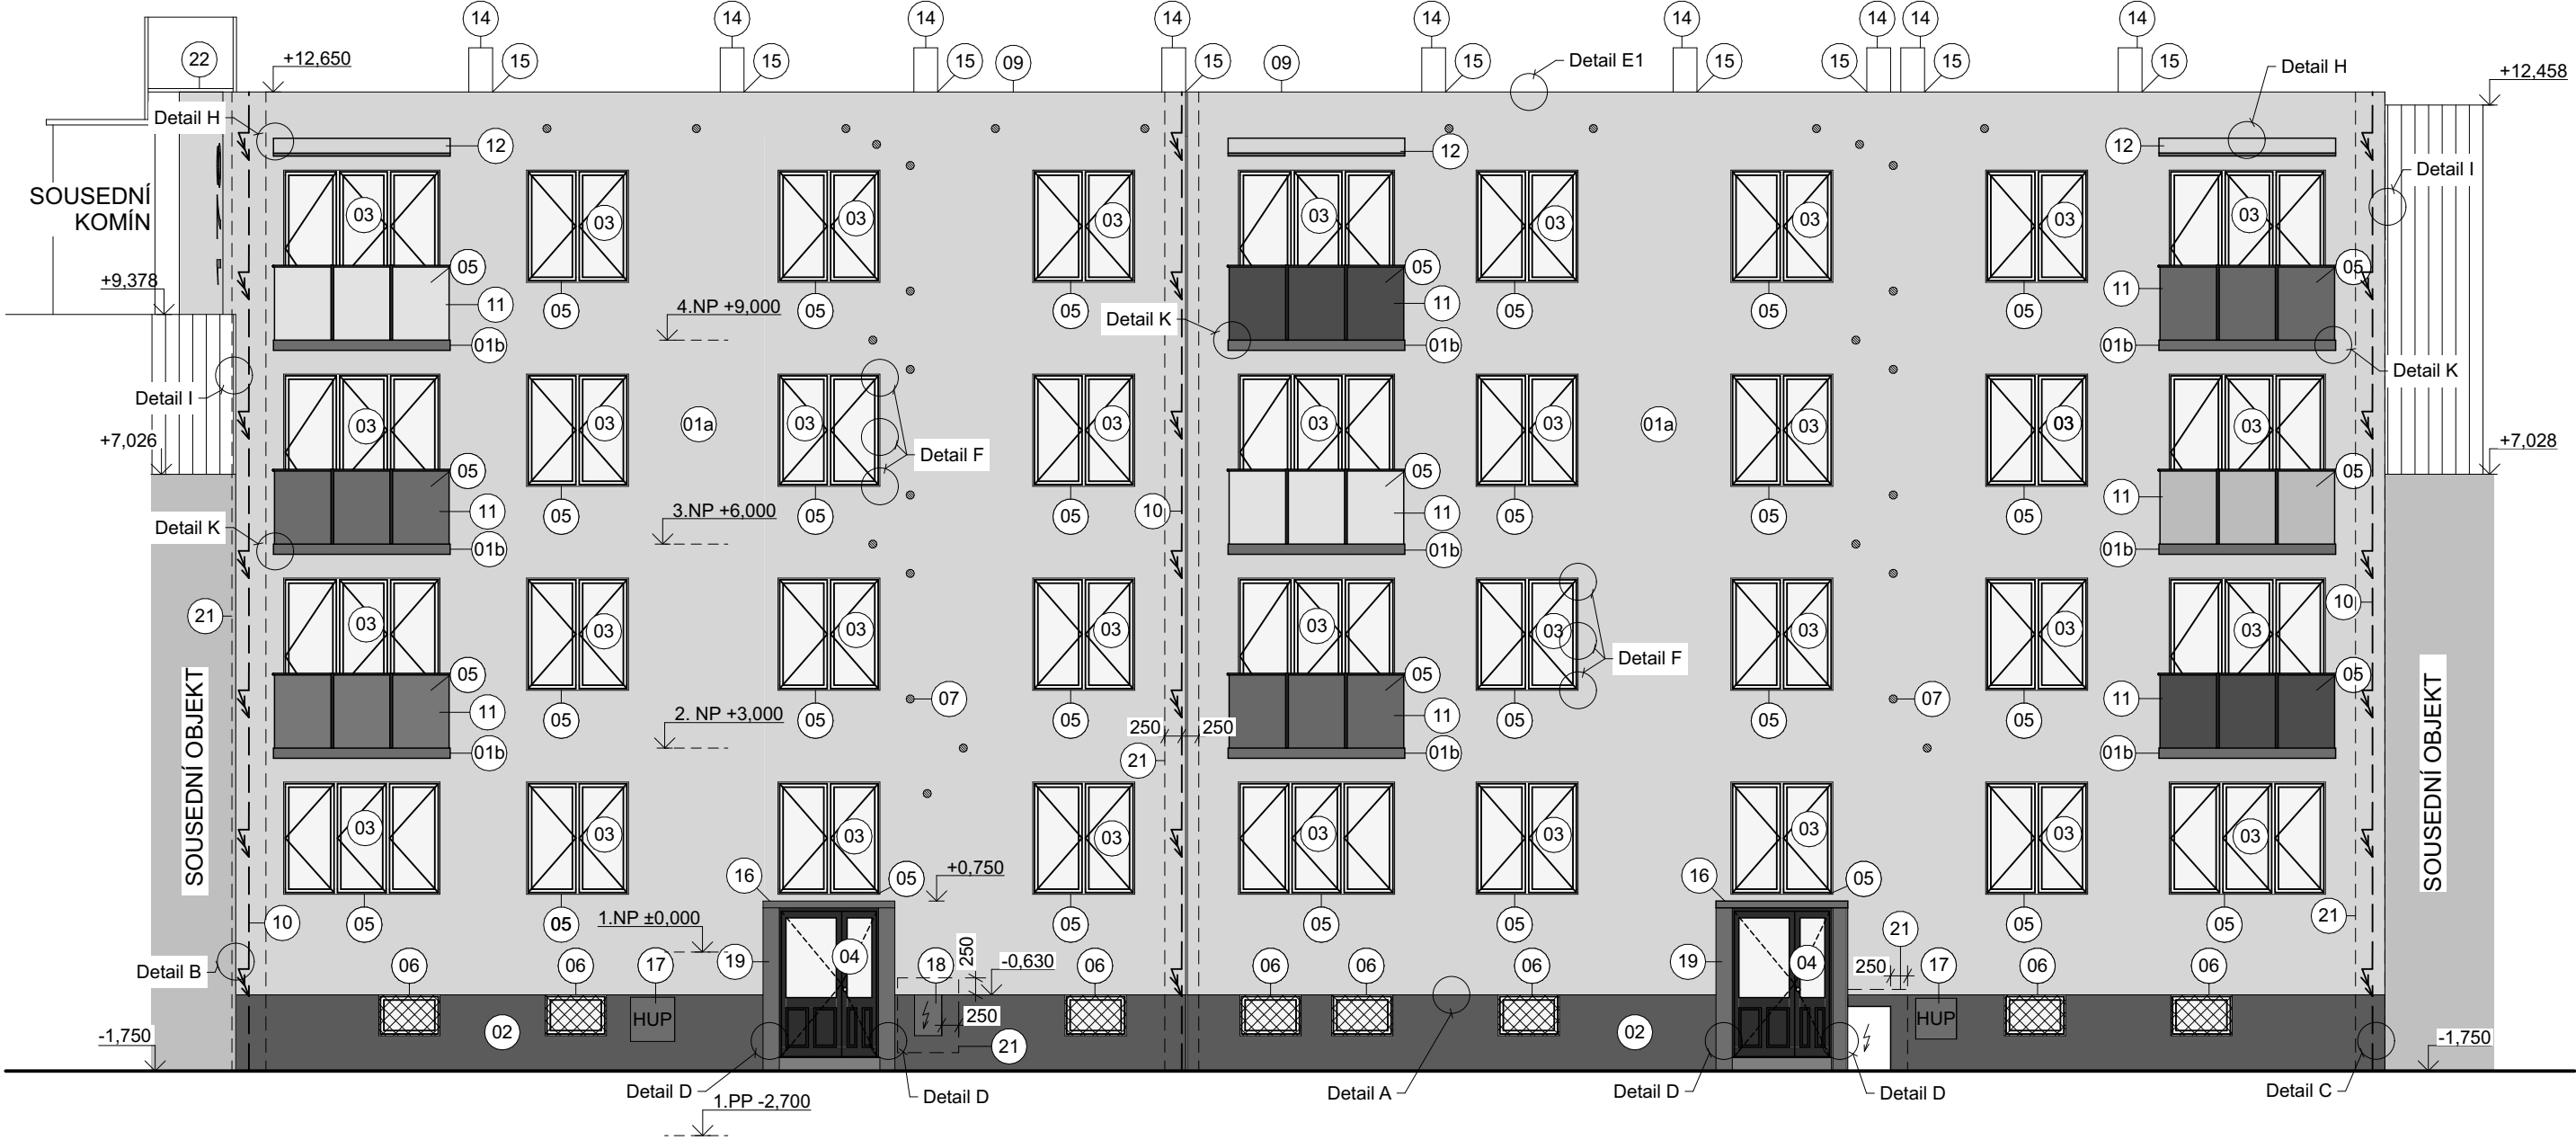 14 14 14 14 14 14 14 14 14
22 +12,650 15 15 15 09 15 09 15 Detail E1 15 15 15 15 Detail H +12,458
Detail H 12 12 12 Detail I
SOUSEDNÍ
KOMÍN
03 03 03 03 03 03 03 03 03
+9,378 05 05 05
11 4.NP +9,000 11 11
05 05 05 05 05 05
Detail K
01b 01b 01b
Detail K
Detail I
+7,026 03 03 01a 03 03 03 03 01a 03 03 03 +7,028
Detail F
05 05 05
11 3.NP +6,000 10 11 11
05 05 05 05 05 05
Detail K
01b 01b 01b
21 10
03 03 03 03 03 03 03 03 03
Detail F
05 05 05
07 07
11 2. NP +3,000 11 11
05 05 05 05 05 05
250 250
01b 21 01b 01b
SOUSEDNÍ OBJEKT
SOUSEDNÍ OBJEKT
03 03 03 03 03 03 03 03 03
16 05 +0,750 16 05
10 05 05 1.NP ±0,000 05 05 05 05 21
21
Detail B 06 06 17 19 04 18 250 -0,630 06 06 06 06 19 04 250 17 06 06
HUP 250 HUP
02 02
-1,750 21 -1,750
Detail D Detail D Detail A Detail D Detail D Detail C
1.PP -2,700